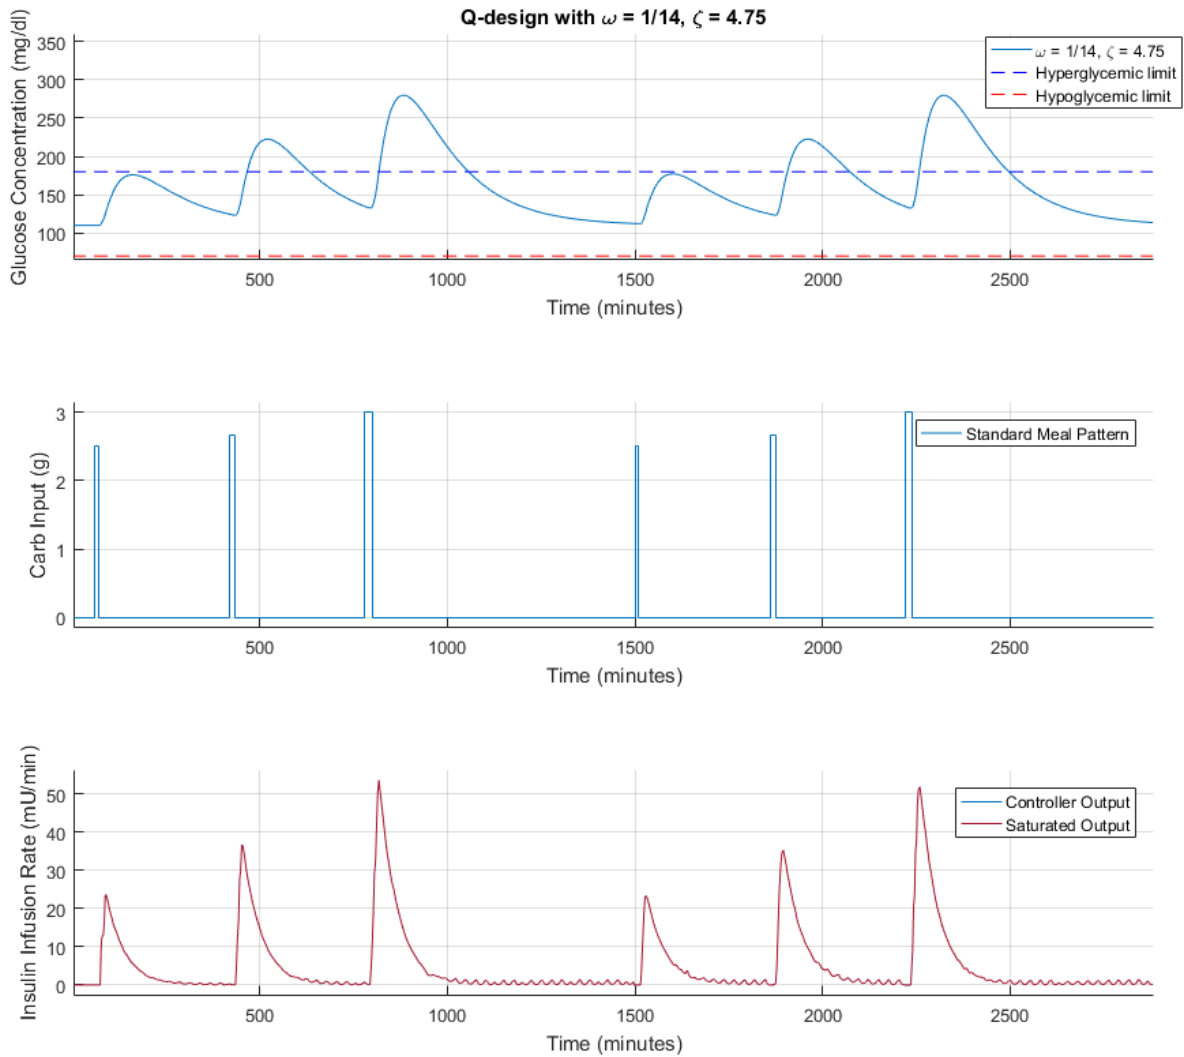 Q-design with ω = 1/14, ζ = 4.75
Glucose Concentration (mg/dl)
350
300
250
200
150
100
500
1000
1500
2000
2500
Time (minutes)
ω = 1/14, ζ = 4.75
Hyperglycemic limit
Hypoglycemic limit
Carb Input (g)
3
2
1
0
500
1000
1500
2000
2500
Time (minutes)
Standard Meal Pattern
Insulin Infusion Rate (mU/min)
50
40
30
20
10
0
500
1000
1500
2000
2500
Time (minutes)
Controller Output
Saturated Output